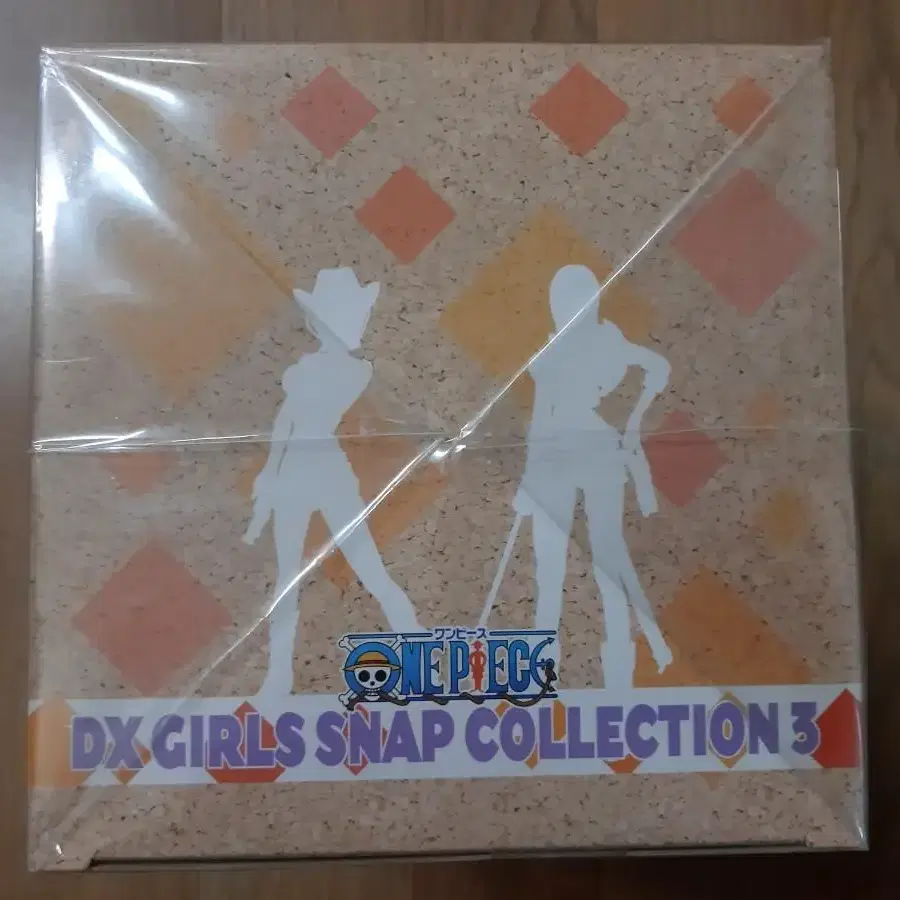 ワンピース
ONE PIECE
DX GIRLS SNAP COLLECTION 3